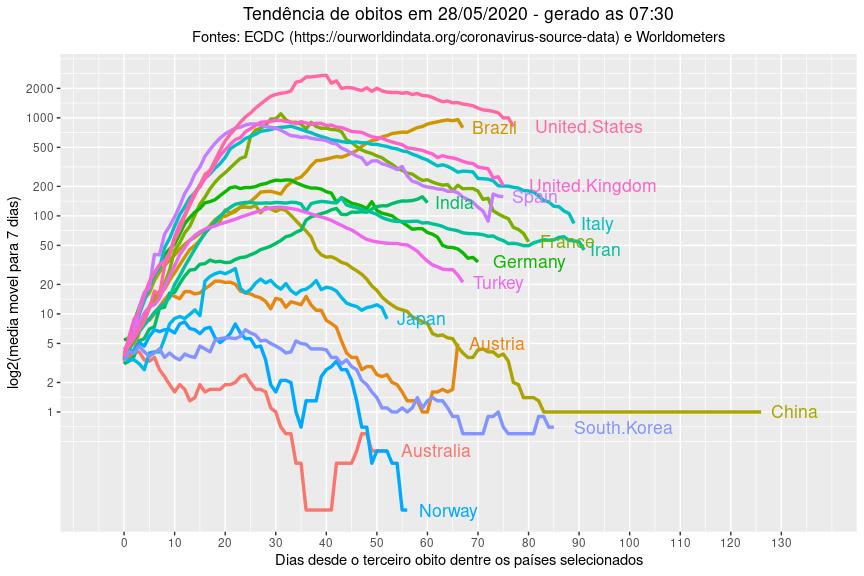 Tendência de obitos em 28/05/2020 - gerado as 07:30
Fontes: ECDC (https://ourworldindata.org/coronavirus-source-data) e Worldometers
log2(media movel para 7 dias)
2000
1000
500
200
100
50
20
10
5
2
1
Brazil
United.States
United.Kingdom
Spain
India
Italy
France
Iran
Germany
Turkey
Japan
Austria
China
South.Korea
Australia
Norway
0 10 20 30 40 50 60 70 80 90 100 110 120 130
Dias desde o terceiro obito dentre os países selecionados